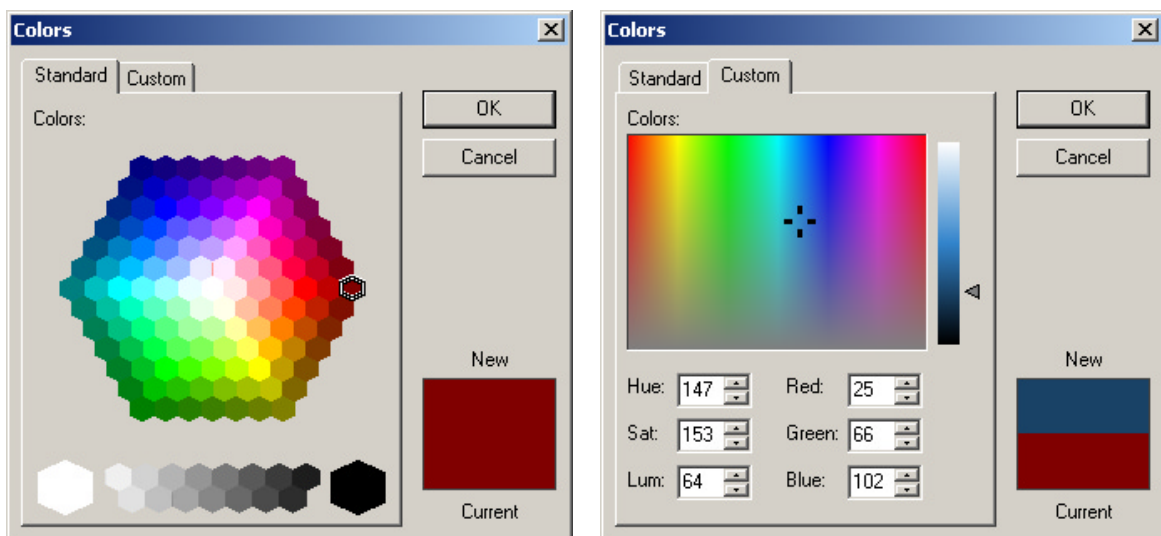 Colors
Standard
Custom
Colors:
OK
Cancel
New
Current
Colors
Standard
Custom
Colors:
OK
Cancel
Hue: 147 Red: 25
Sat: 153 Green: 66
Lum: 64 Blue: 102
New
Current